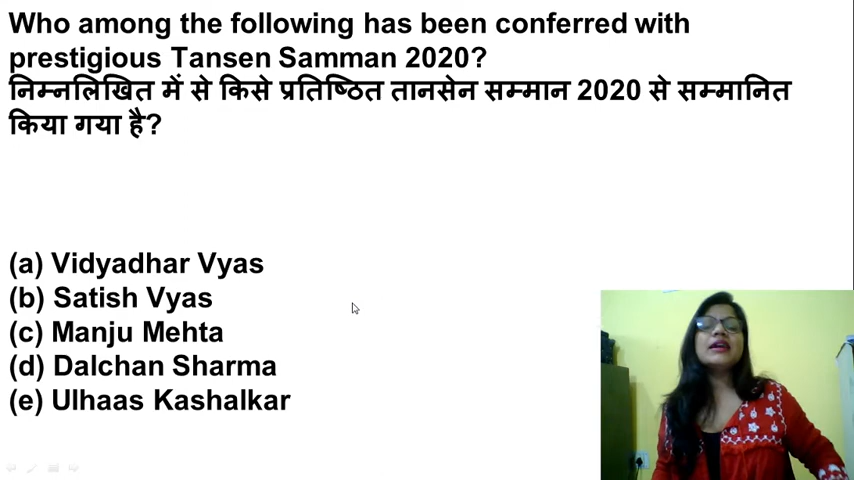 Who among the following has been conferred with
prestigious Tansen Samman 2020?
निम्नलिखित में से किसे प्रतिष्ठित तानसेन सम्मान 2020 से सम्मानित
किया गया है?
(a) Vidyadhar Vyas
(b) Satish Vyas
(c) Manju Mehta
(d) Dalchan Sharma
(e) Ulhaas Kashalkar